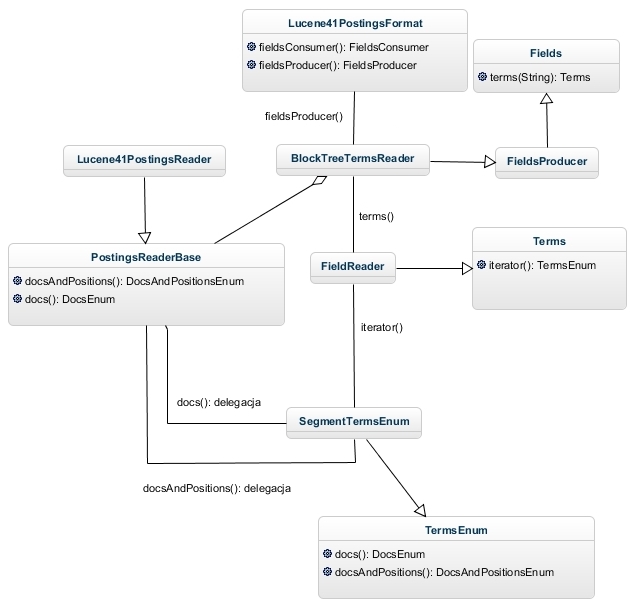 Lucene41PostingsFormat
fieldsConsumer(): FieldsConsumer
fieldsProducer(): FieldsProducer
Fields
terms(String): Terms
fieldsProducer()
Lucene41PostingsReader
BlockTreeTermsReader
FieldsProducer
terms()
PostingsReaderBase
docsAndPositions(): DocsAndPositionsEnum
docs(): DocsEnum
FieldReader
Terms
iterator(): TermsEnum
iterator()
docs(): delegacja
SegmentTermsEnum
docsAndPositions(): delegacja
TermsEnum
docs(): DocsEnum
docsAndPositions(): DocsAndPositionsEnum